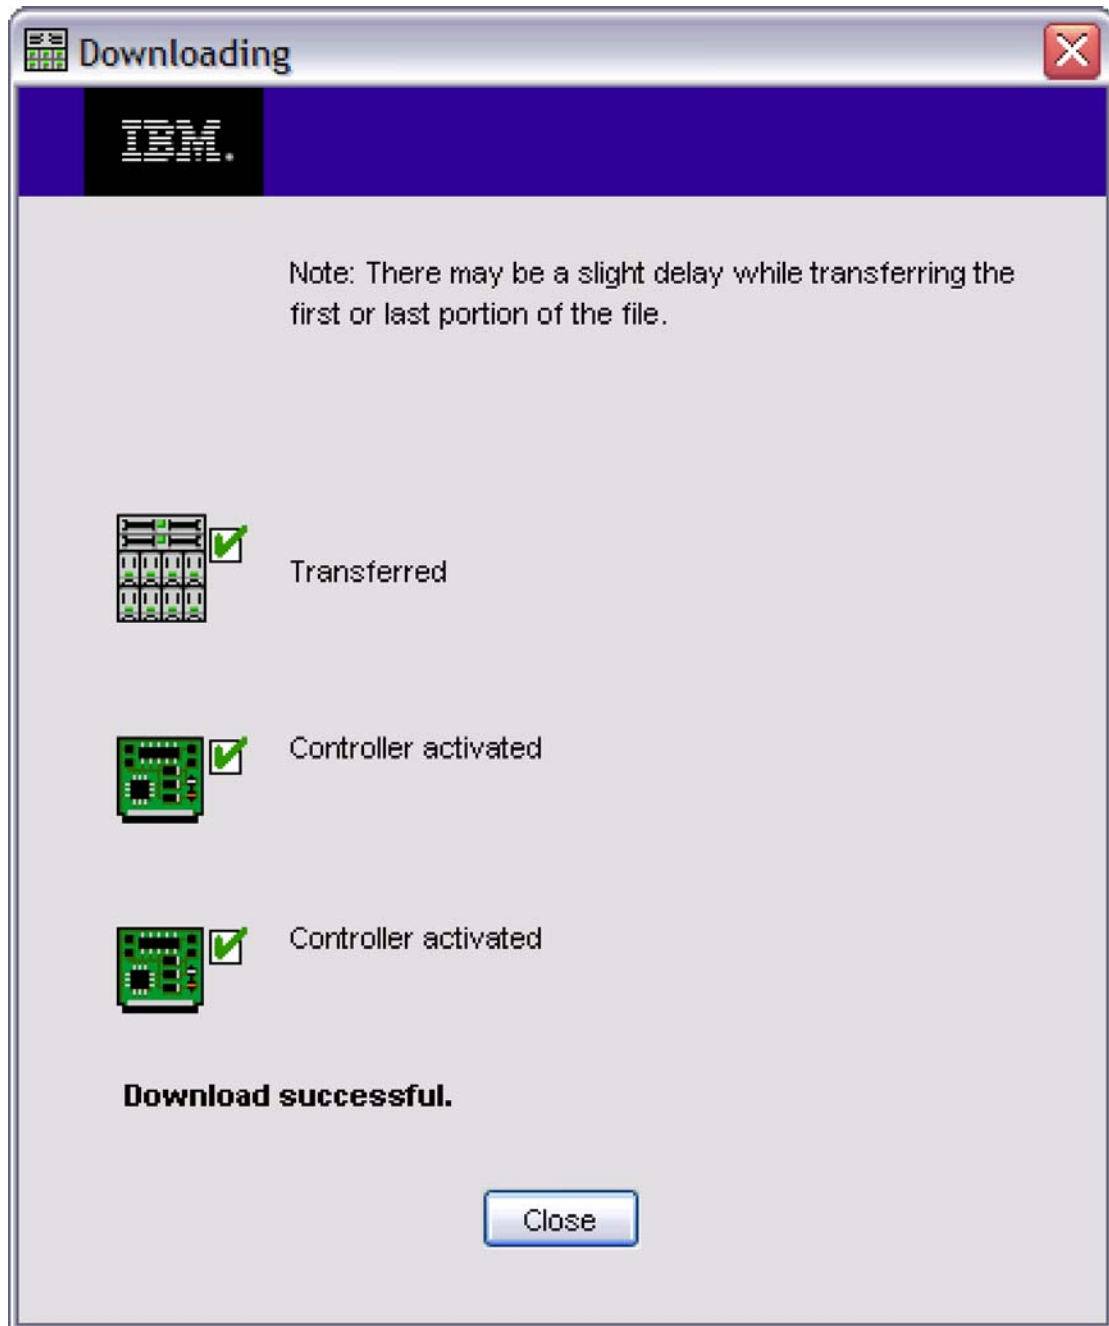 Downloading
IBM.
Note: There may be a slight delay while transferring the
first or last portion of the file.
Transferred
Controller activated
Controller activated
Download successful.
Close